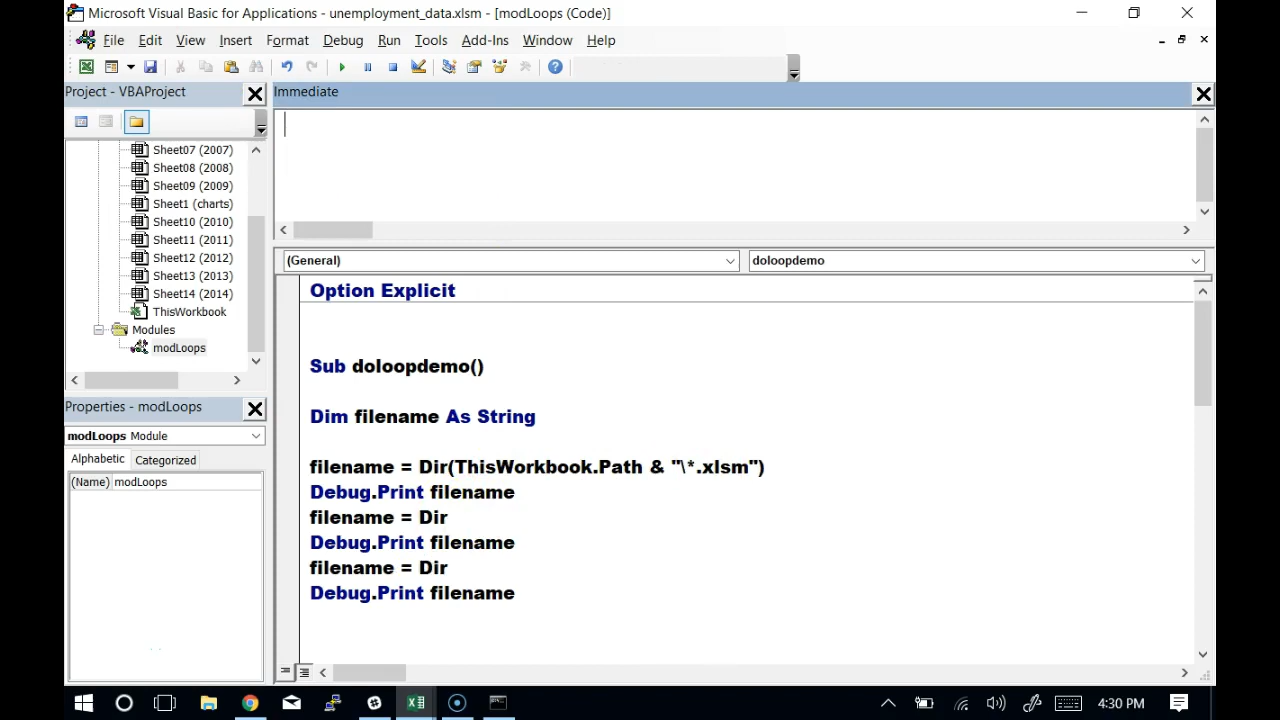 Microsoft Visual Basic for Applications - unemployment_data.xlsm - [modLoops (Code)]
File Edit View Insert Format Debug Run Tools Add-Ins Window Help
Project - VBAProject
Immediate
Sheet07 (2007)
Sheet08 (2008)
Sheet09 (2009)
Sheet1 (charts)
Sheet10 (2010)
Sheet11 (2011)
Sheet12 (2012)
Sheet13 (2013)
Sheet14 (2014)
ThisWorkbook
Modules
modLoops
Properties - modLoops
modLoops Module
Alphabetic Categorized
(Name) modLoops
(General) doloopdemo
Option Explicit
Sub doloopdemo()
Dim filename As String
filename = Dir(ThisWorkbook.Path & "\*.xlsm")
Debug.Print filename
filename = Dir
Debug.Print filename
filename = Dir
Debug.Print filename
4:30 PM